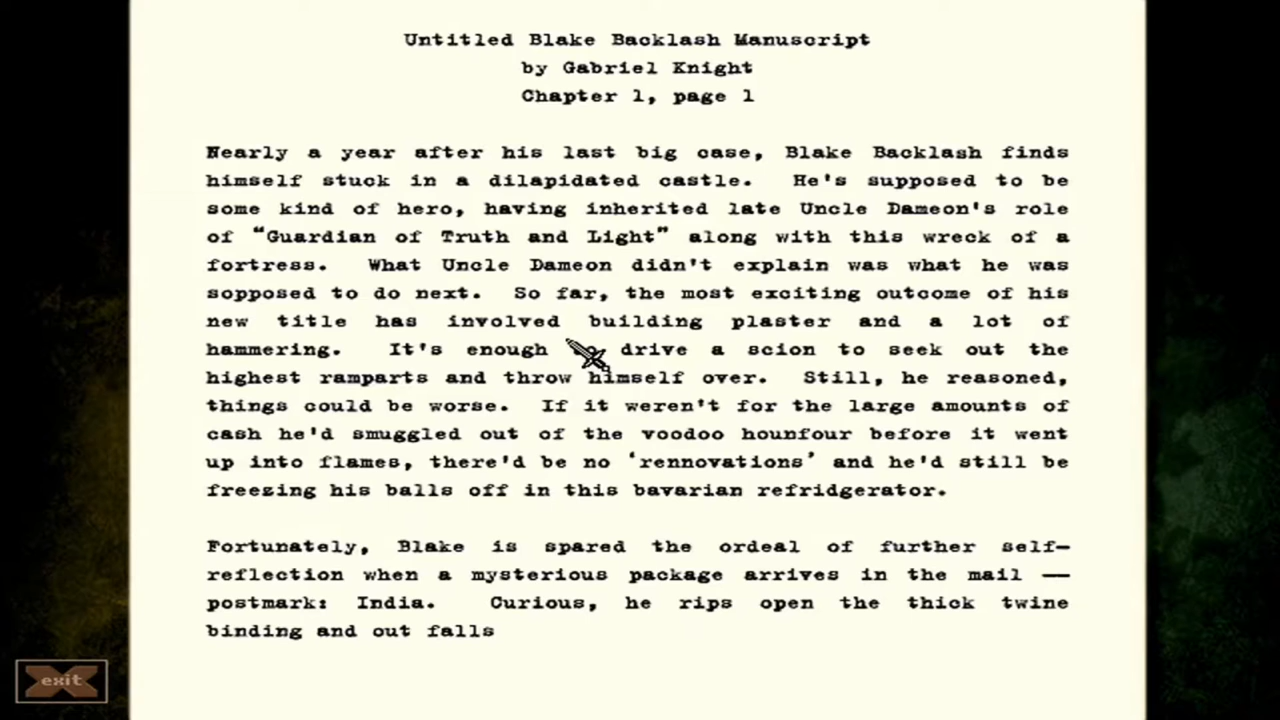 Untitled Blake Backlash Manuscript
by Gabriel Knight
Chapter 1, page 1
Nearly a year after his last big case, Blake Backlash finds
himself stuck in a dilapidated castle. He's supposed to be
some kind of hero, having inherited late Uncle Dameon's role
of “Guardian of Truth and Light” along with this wreck of a
fortress. What Uncle Dameon didn't explain was what he was
sopposed to do next. So far, the most exciting outcome of his
new title has involved building plaster and a lot of
hammering. It's enough drive a scion to seek out the
highest ramparts and throw himself over. Still, he reasoned,
things could be worse. If it weren't for the large amounts of
cash he'd smuggled out of the voodoo hounfour before it went
up into flames, there'd be no ‘rennovations’ and he'd still be
freezing his balls off in this bavarian refridgerator.
Fortunately, Blake is spared the ordeal of further self-
reflection when a mysterious package arrives in the mail —
postmark: India. Curious, he rips open the thick twine
binding and out falls
exit